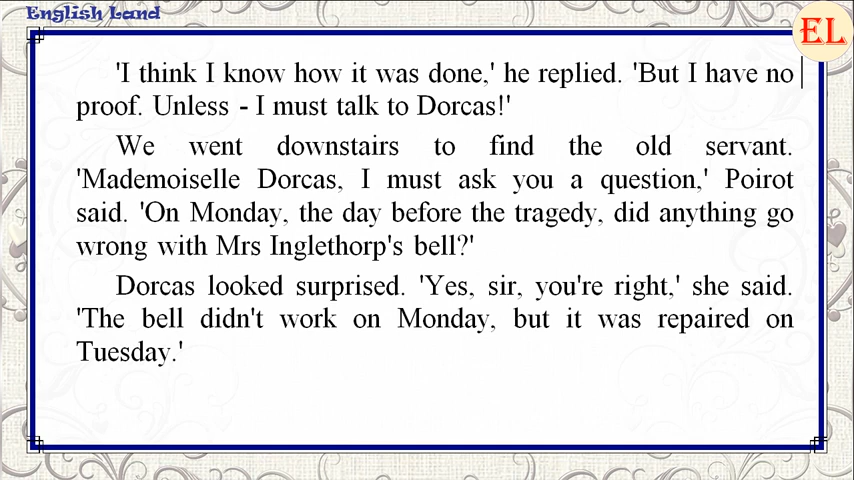 English Land
EL
'I think I know how it was done,' he replied. 'But I have no
proof. Unless - I must talk to Dorcas!'
We went downstairs to find the old servant.
'Mademoiselle Dorcas, I must ask you a question,' Poirot
said. 'On Monday, the day before the tragedy, did anything go
wrong with Mrs Inglethorp's bell?'
Dorcas looked surprised. 'Yes, sir, you're right,' she said.
'The bell didn't work on Monday, but it was repaired on
Tuesday.'